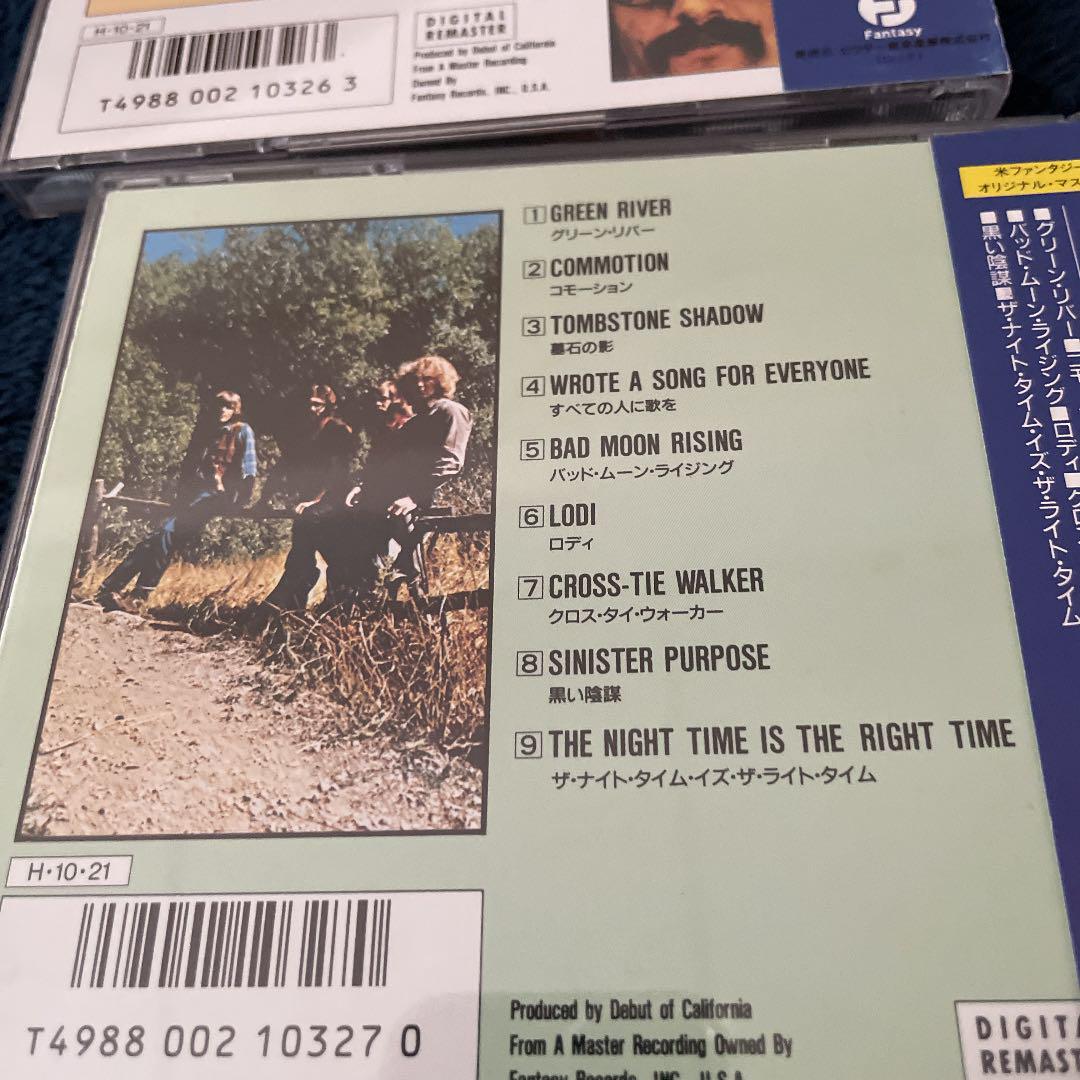 H・10・21
T4988 002 10326 3
DIGITAL
REMASTER
Produced by Debut of California
From A Master Recording
Owned By
Fantasy Records, INC., U.S.A.
Fantasy
1 GREEN RIVER
グリーン・リバー
2 COMMOTION
コモーション
3 TOMBSTONE SHADOW
墓石の影
4 WROTE A SONG FOR EVERYONE
すべての人に歌を
5 BAD MOON RISING
バッド・ムーン・ライジング
6 LODI
ロディ
7 CROSS-TIE WALKER
クロス・タイ・ウォーカー
8 SINISTER PURPOSE
黒い陰謀
9 THE NIGHT TIME IS THE RIGHT TIME
ザ・ナイト・タイム・イズ・ザ・ライト・タイム
米ファンタジー
オリジナル・マス
■グリーン・リバー■
■バッド・ムーン・ライジング■ロディ■
■黒い陰謀■ザ・ナイト・タイム・イズ・ザ・ライト・タイム
H・10・21
T4988 002 10327 0
Produced by Debut of California
From A Master Recording Owned By
Fantasy Records, INC., U.S.A.
DIGITA
REMAST